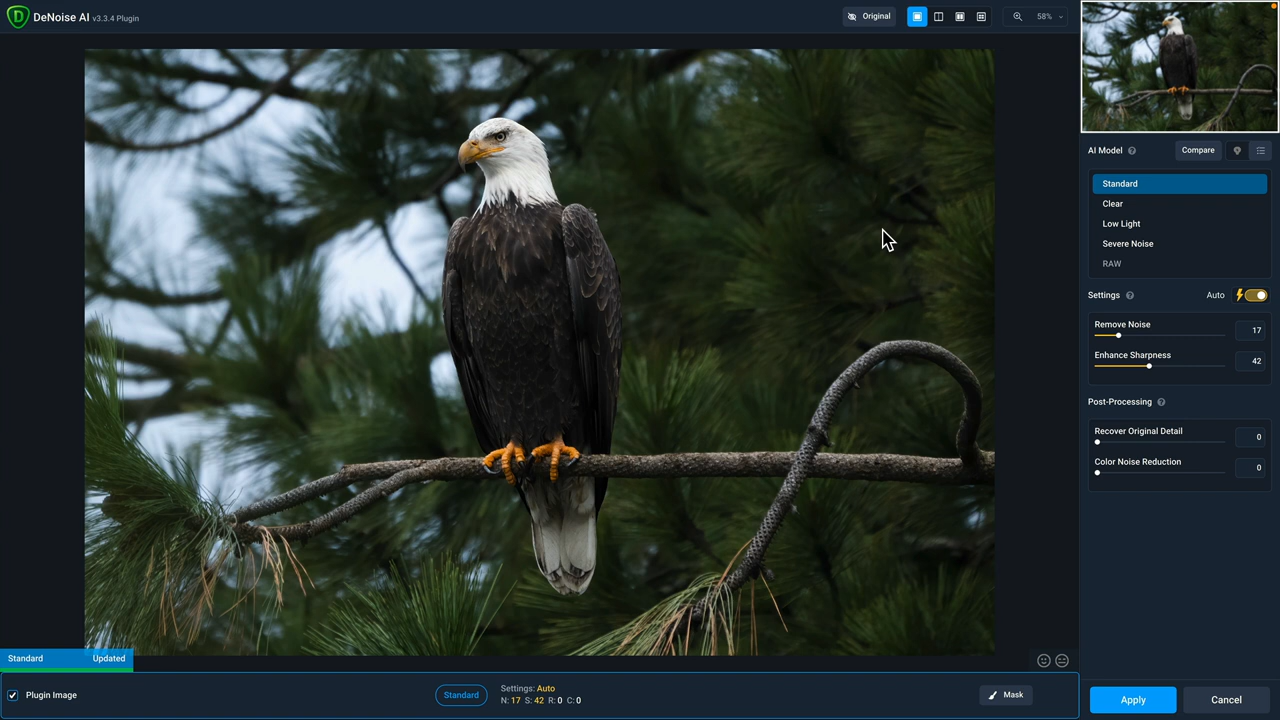 DeNoise AI v3.3.4 Plugin
Original
58%
AI Model
Compare
Standard
Clear
Low Light
Severe Noise
RAW
Settings
Auto
Remove Noise
17
Enhance Sharpness
42
Post-Processing
Recover Original Detail
0
Color Noise Reduction
0
Standard Updated
Plugin Image
Standard
Settings: Auto
N: 17 S: 42 R: 0 C: 0
Mask
Apply
Cancel